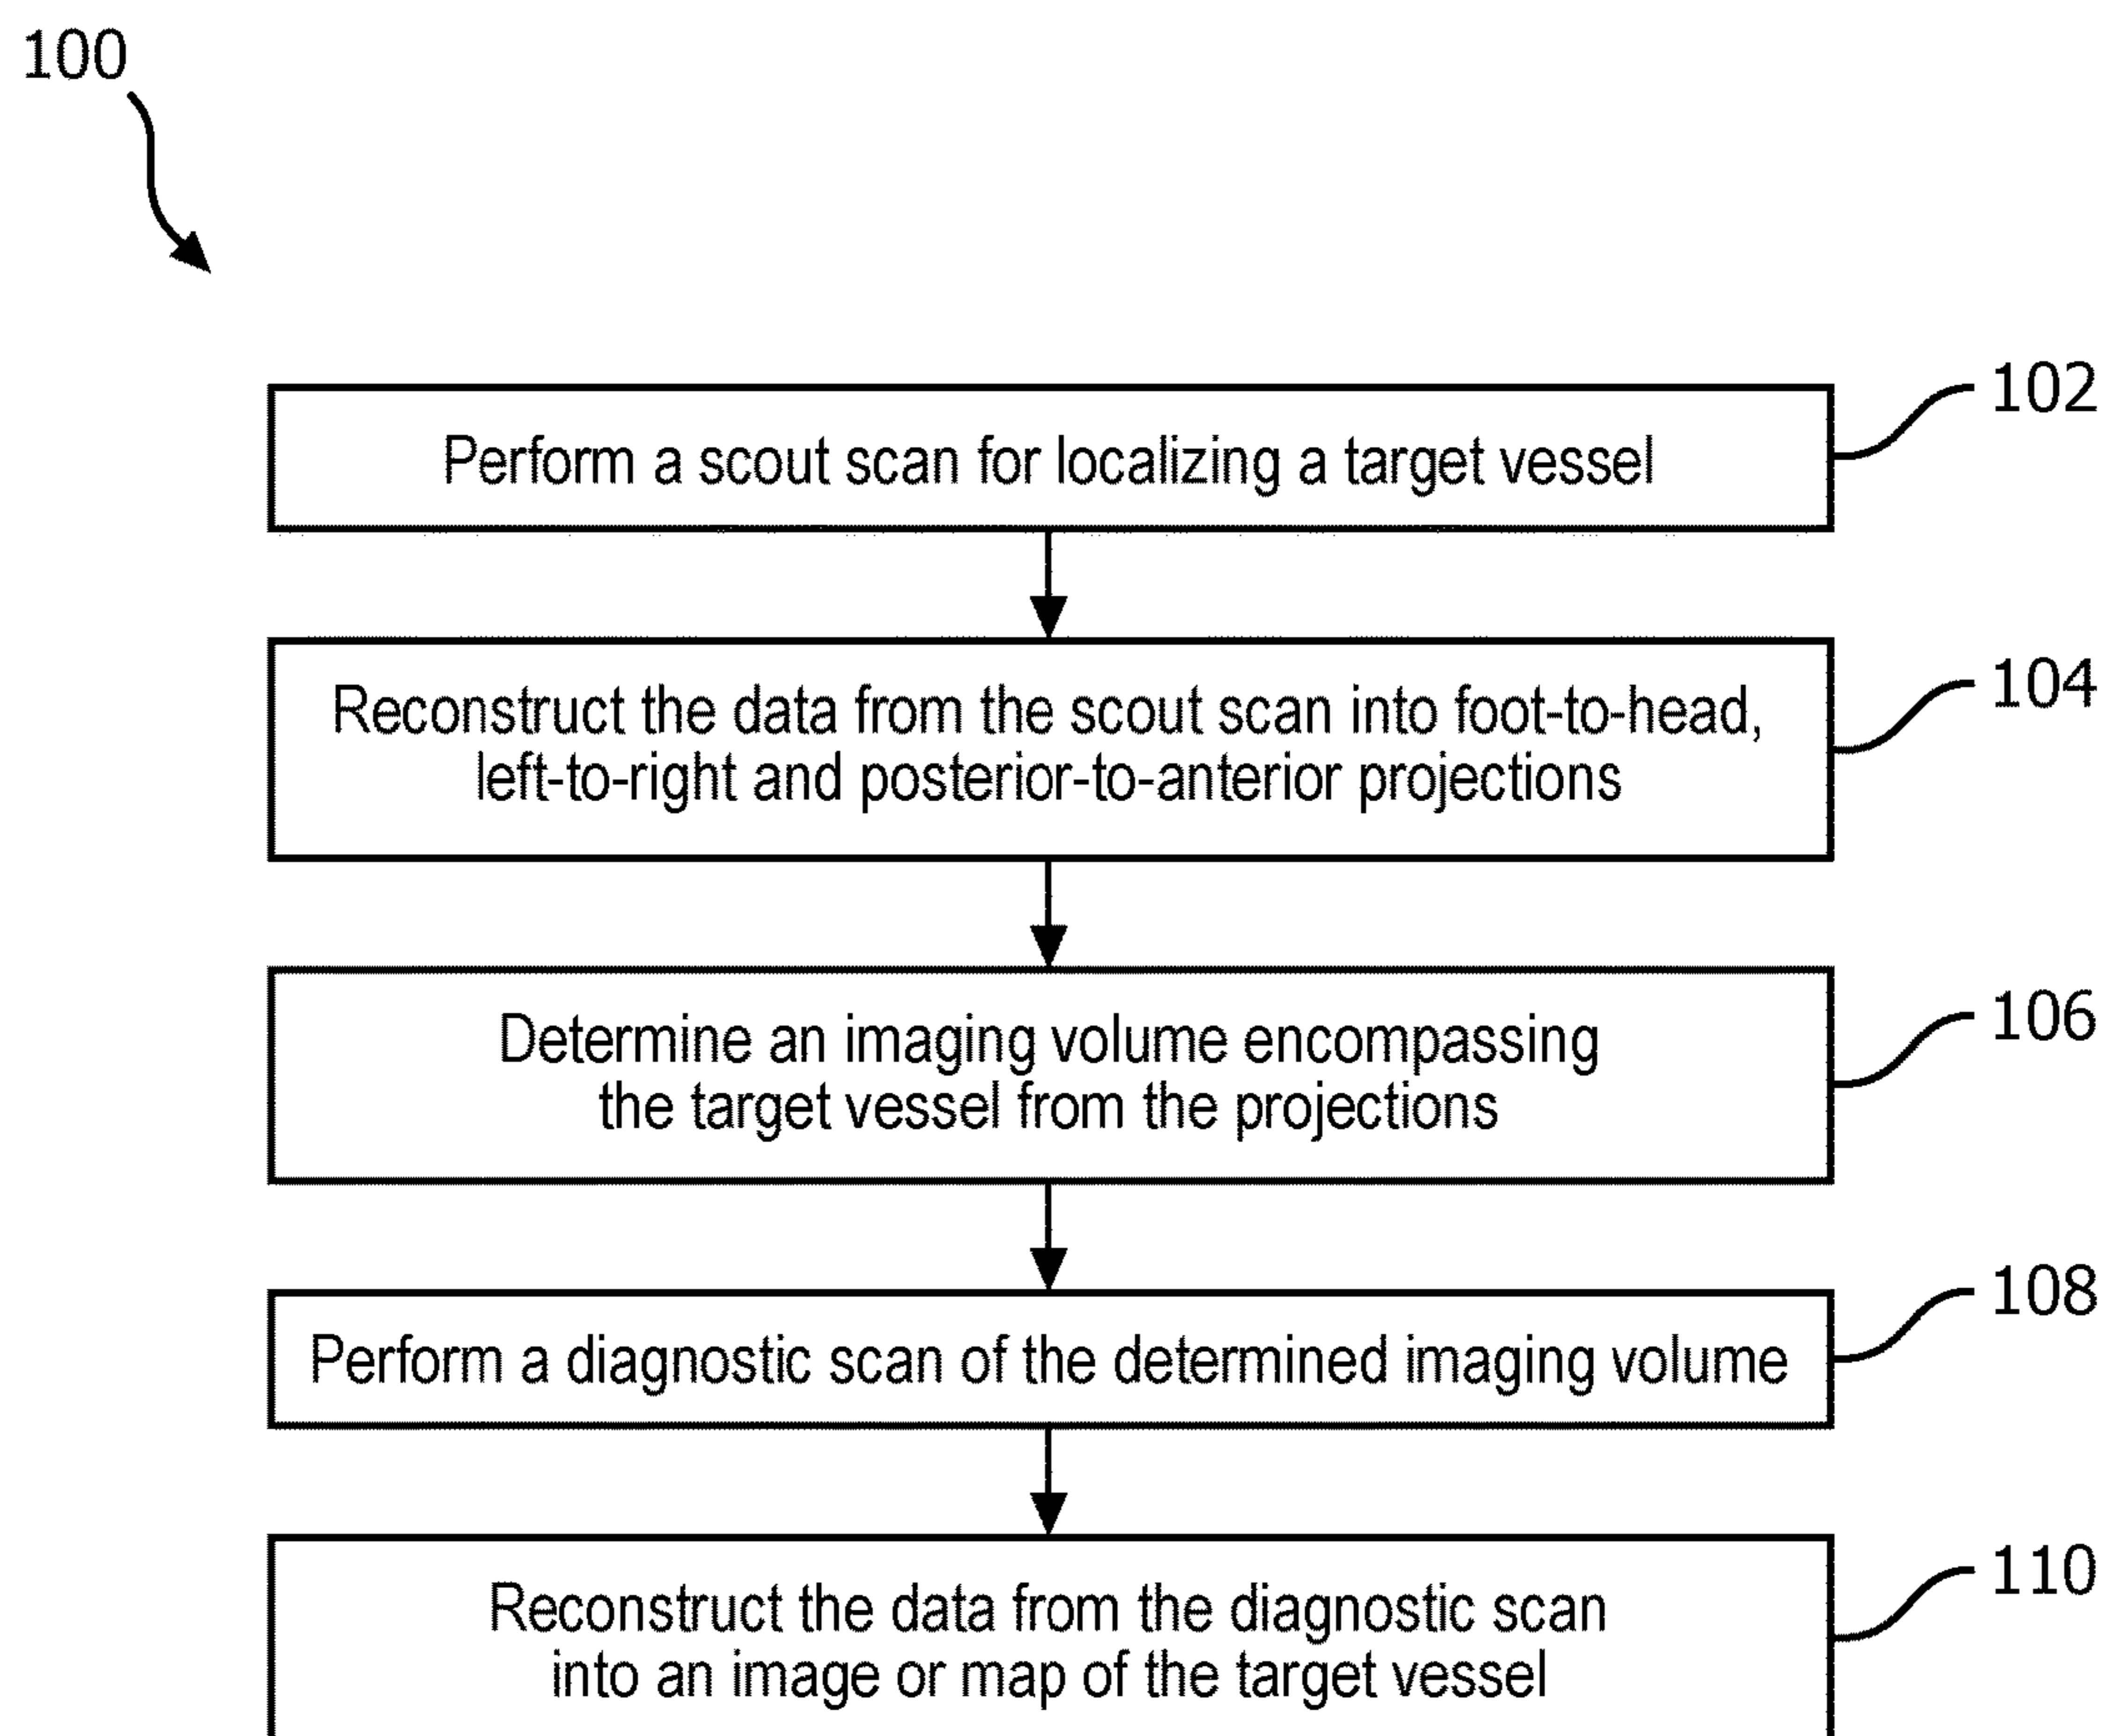 100
Perform a scout scan for localizing a target vessel
102
Reconstruct the data from the scout scan into foot-to-head,
left-to-right and posterior-to-anterior projections
104
Determine an imaging volume encompassing
the target vessel from the projections
106
Perform a diagnostic scan of the determined imaging volume
108
Reconstruct the data from the diagnostic scan
into an image or map of the target vessel
110